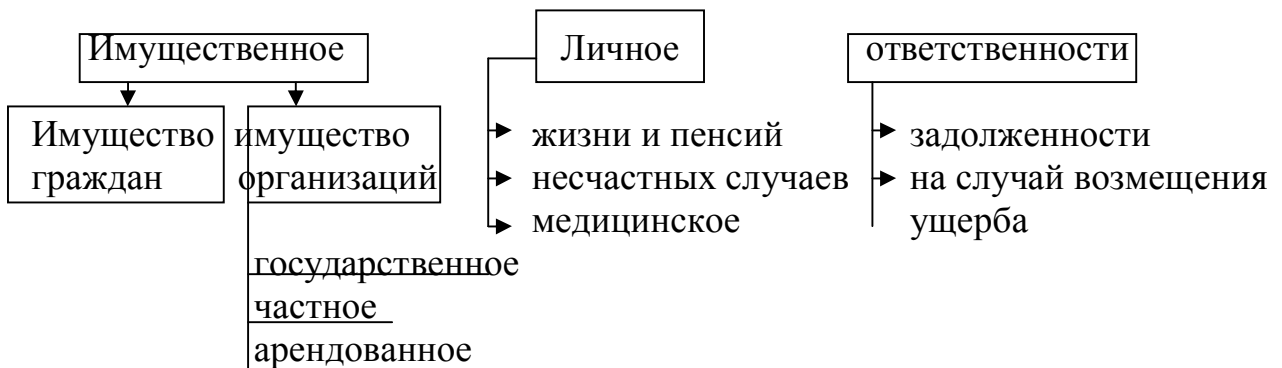 Имущественное
Имущество
граждан
имущество
организаций
государственное
частное
арендованное
Личное
жизни и пенсий
несчастных случаев
медицинское
ответственности
задолженности
на случай возмещения
ущерба